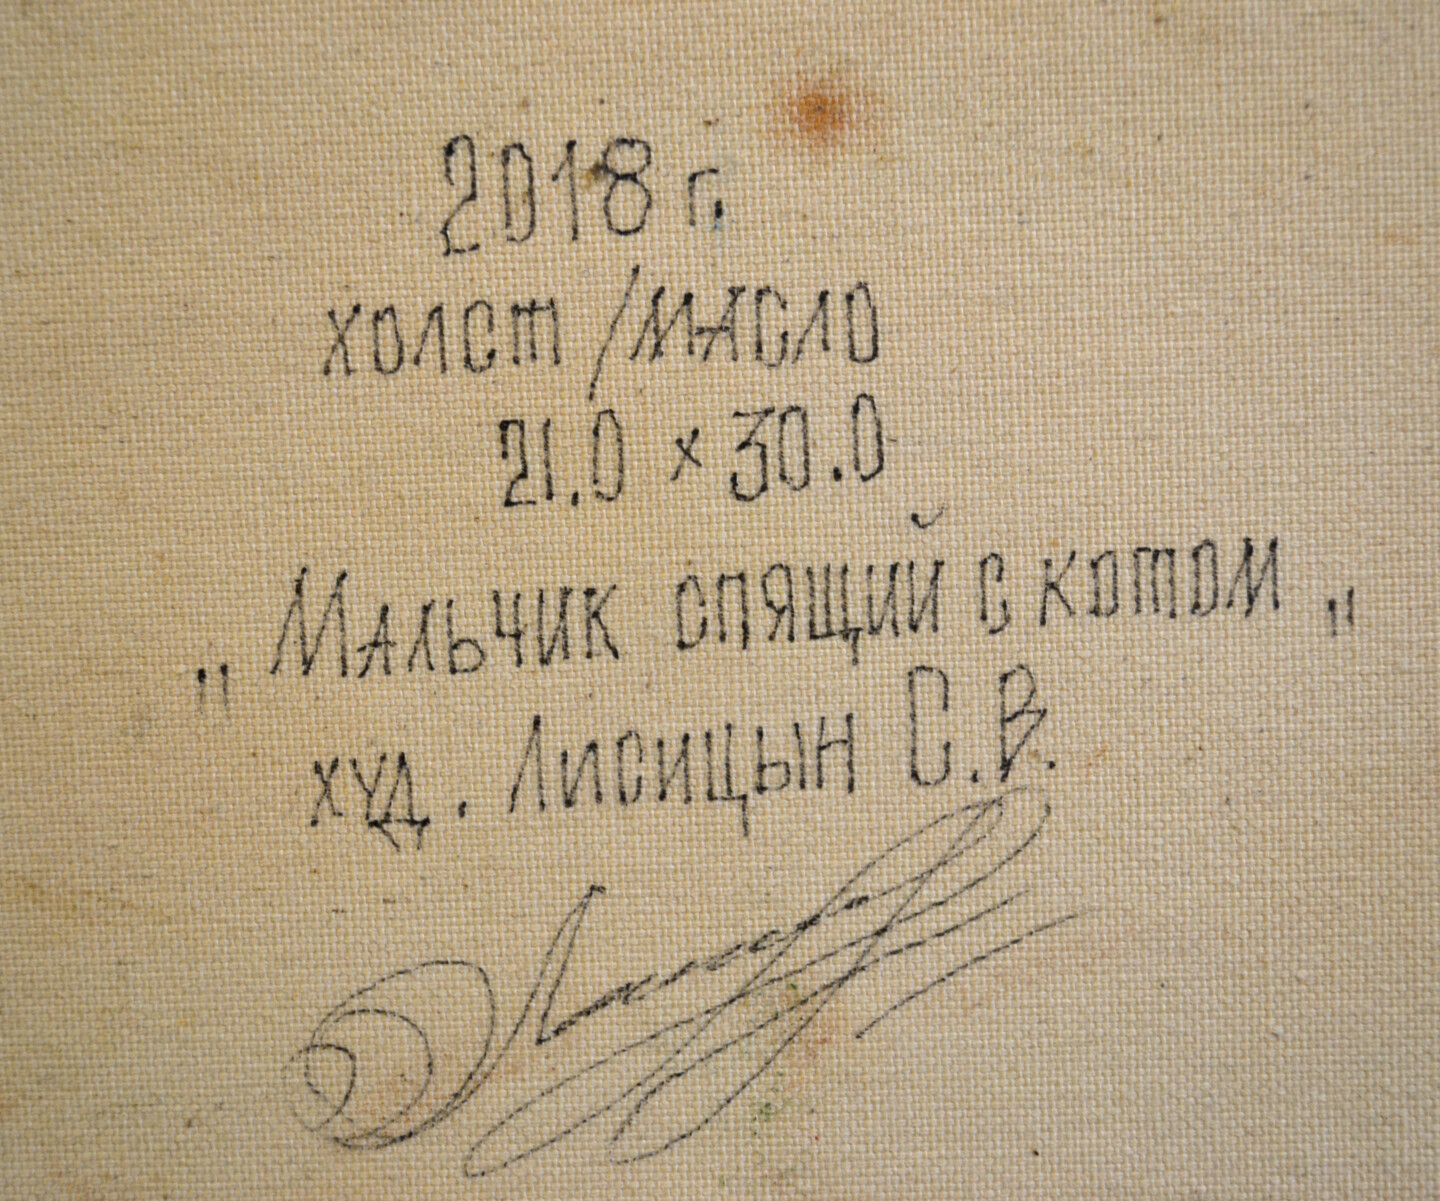 2018 г.
холст/масло
21.0 × 30.0
"Мальчик спящий с котом"
худ. Лисицын С.В.